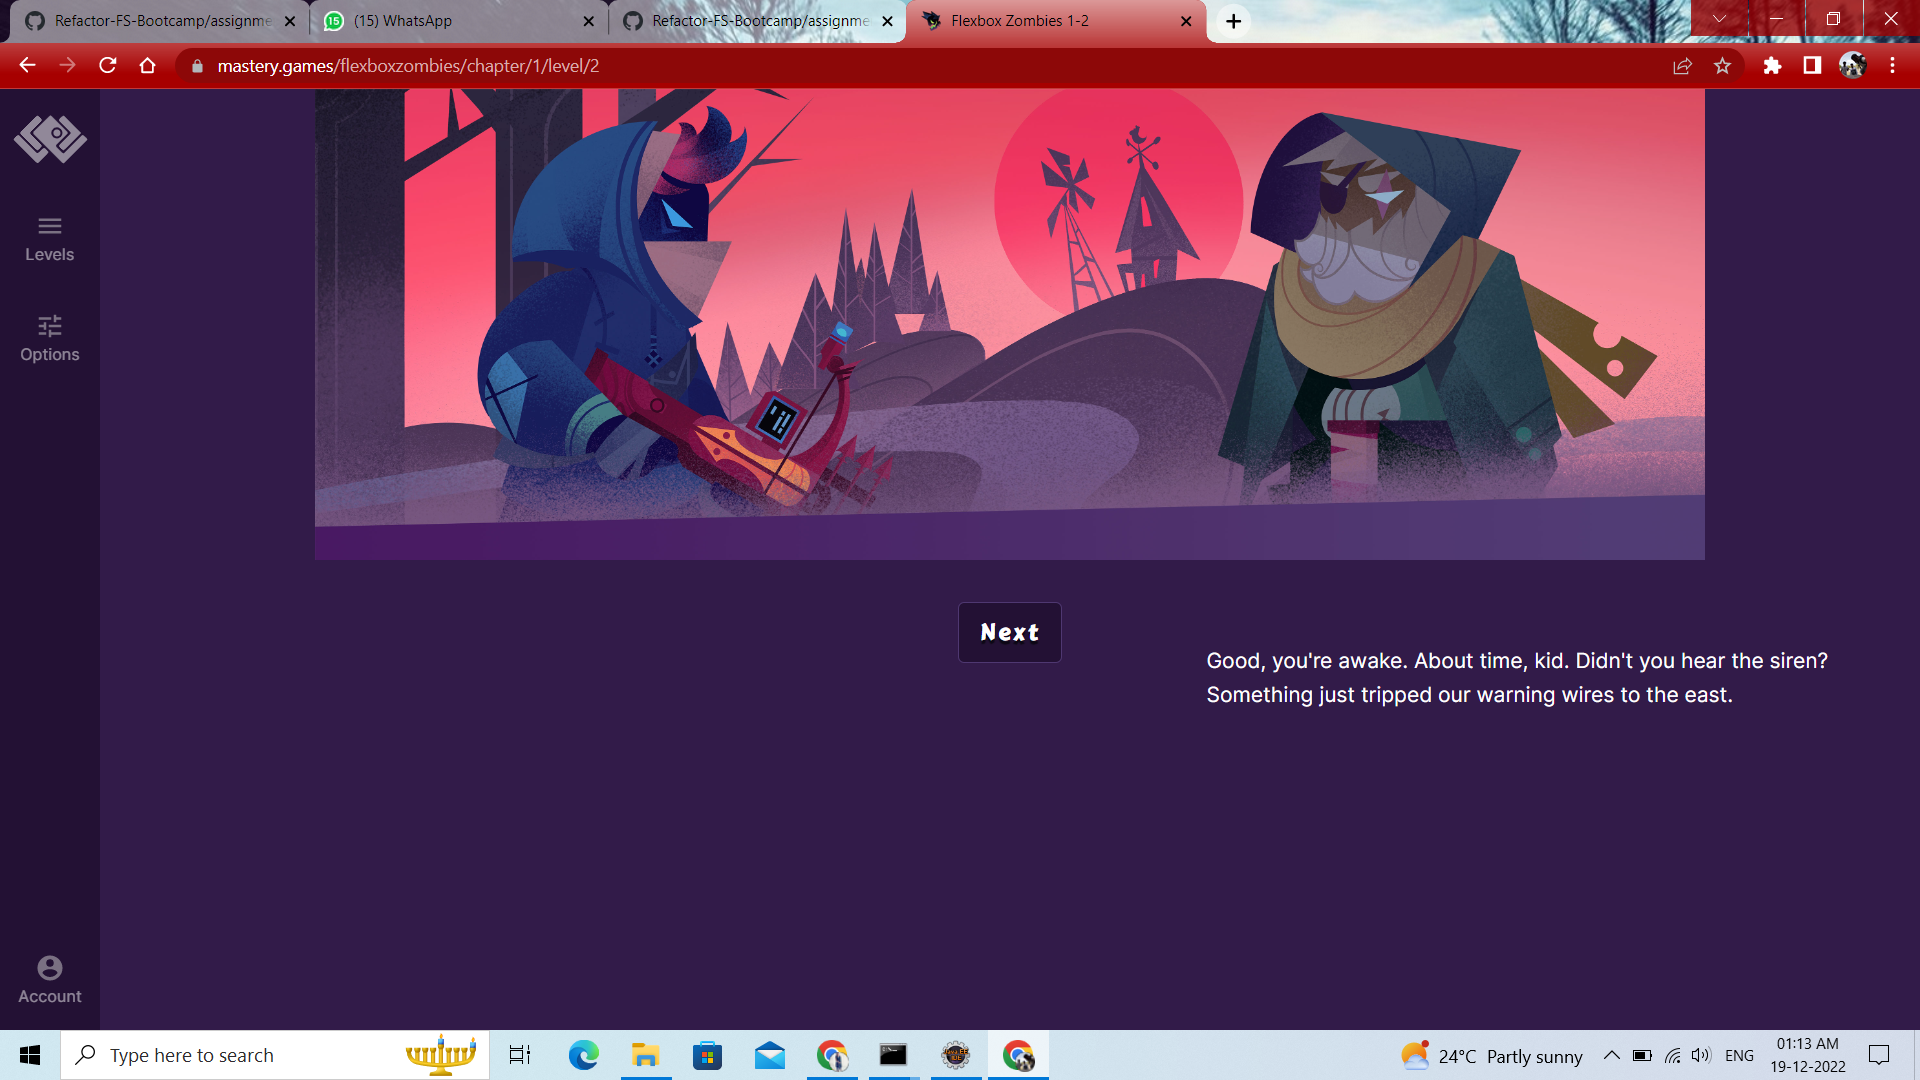 Refactor-FS-Bootcamp/assignme
(15) WhatsApp
Refactor-FS-Bootcamp/assignme
Flexbox Zombies 1-2
mastery.games/flexboxzombies/chapter/1/level/2
Levels
Options
Next
Good, you're awake. About time, kid. Didn't you hear the siren?
Something just tripped our warning wires to the east.
Account
Type here to search
24°C Partly sunny
ENG
01:13 AM
19-12-2022